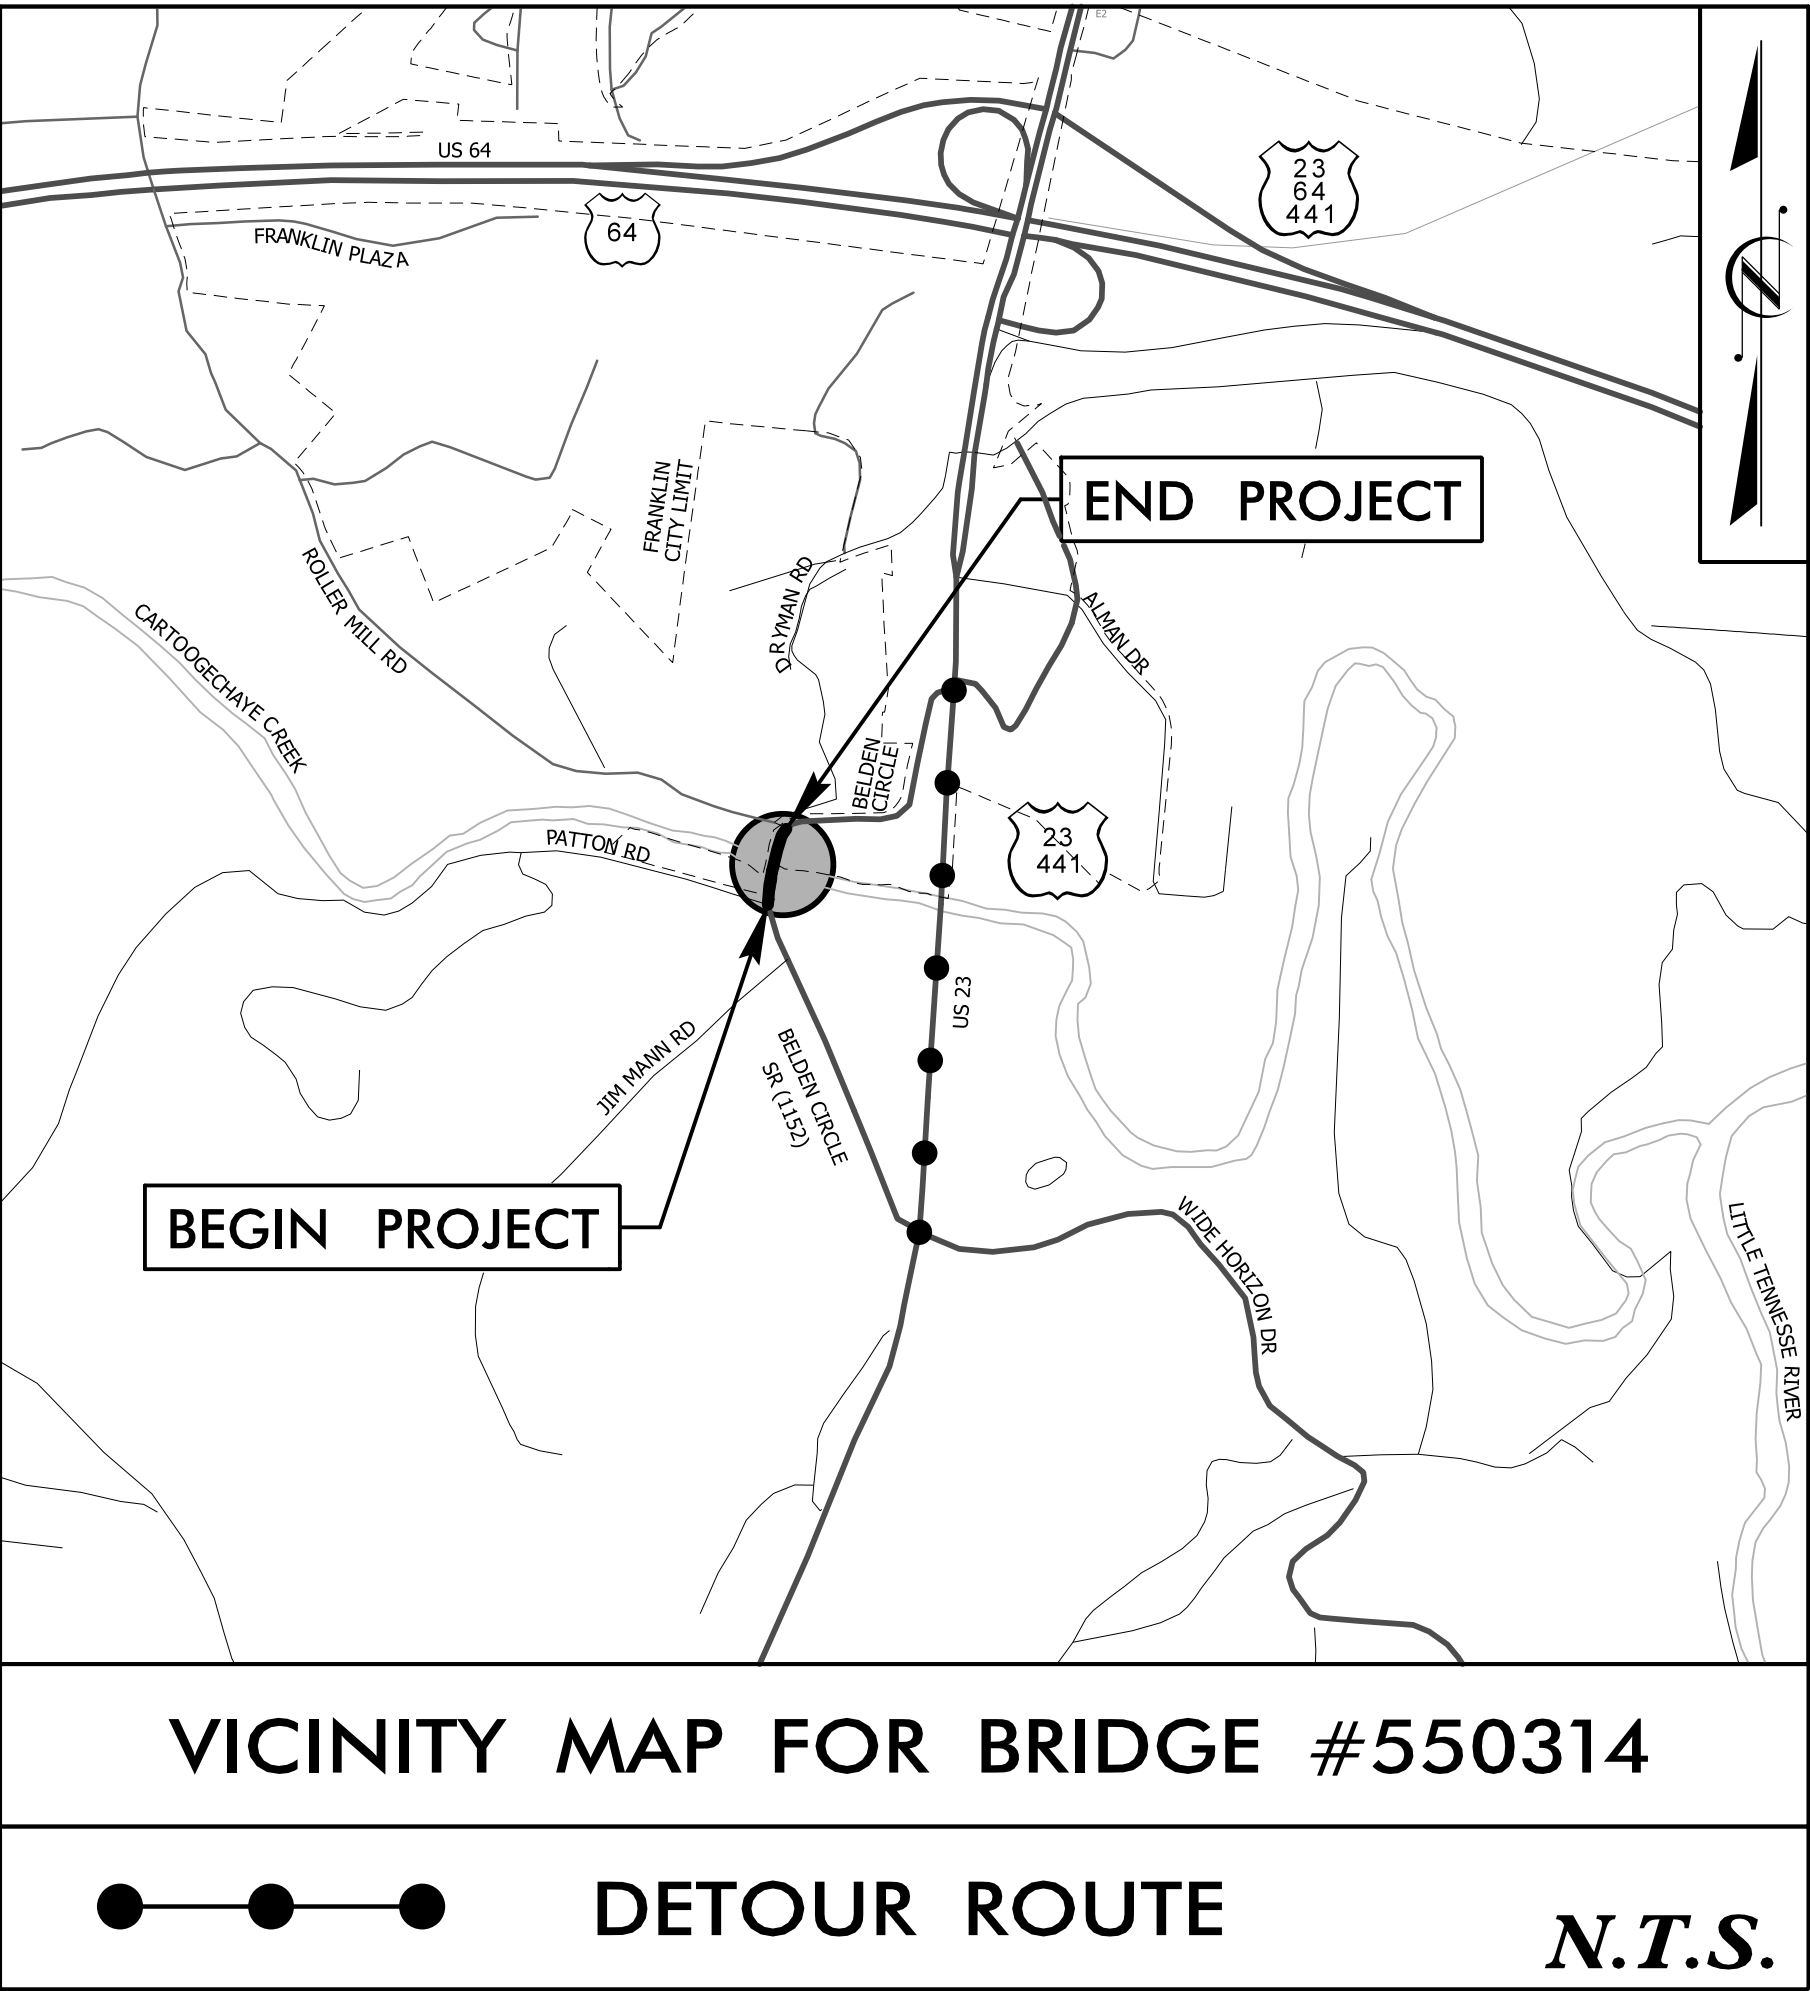 E2
US 64
23
64
441
64
FRANKLIN PLAZA
N
END PROJECT
FRANKLIN
CITY LIMIT
ROLLER MILL RD
DRYMAN RD
CARTOOGECHAYE CREEK
ALMAN DR
BELDEN
CIRCLE
PATTON RD
23
441
US 23
JIM MANN RD
BELDEN CIRCLE
SR (1152)
BEGIN PROJECT
WIDE HORIZON DR
LITTLE TENNESSE RIVER
VICINITY MAP FOR BRIDGE #550314
DETOUR ROUTE
N.T.S.